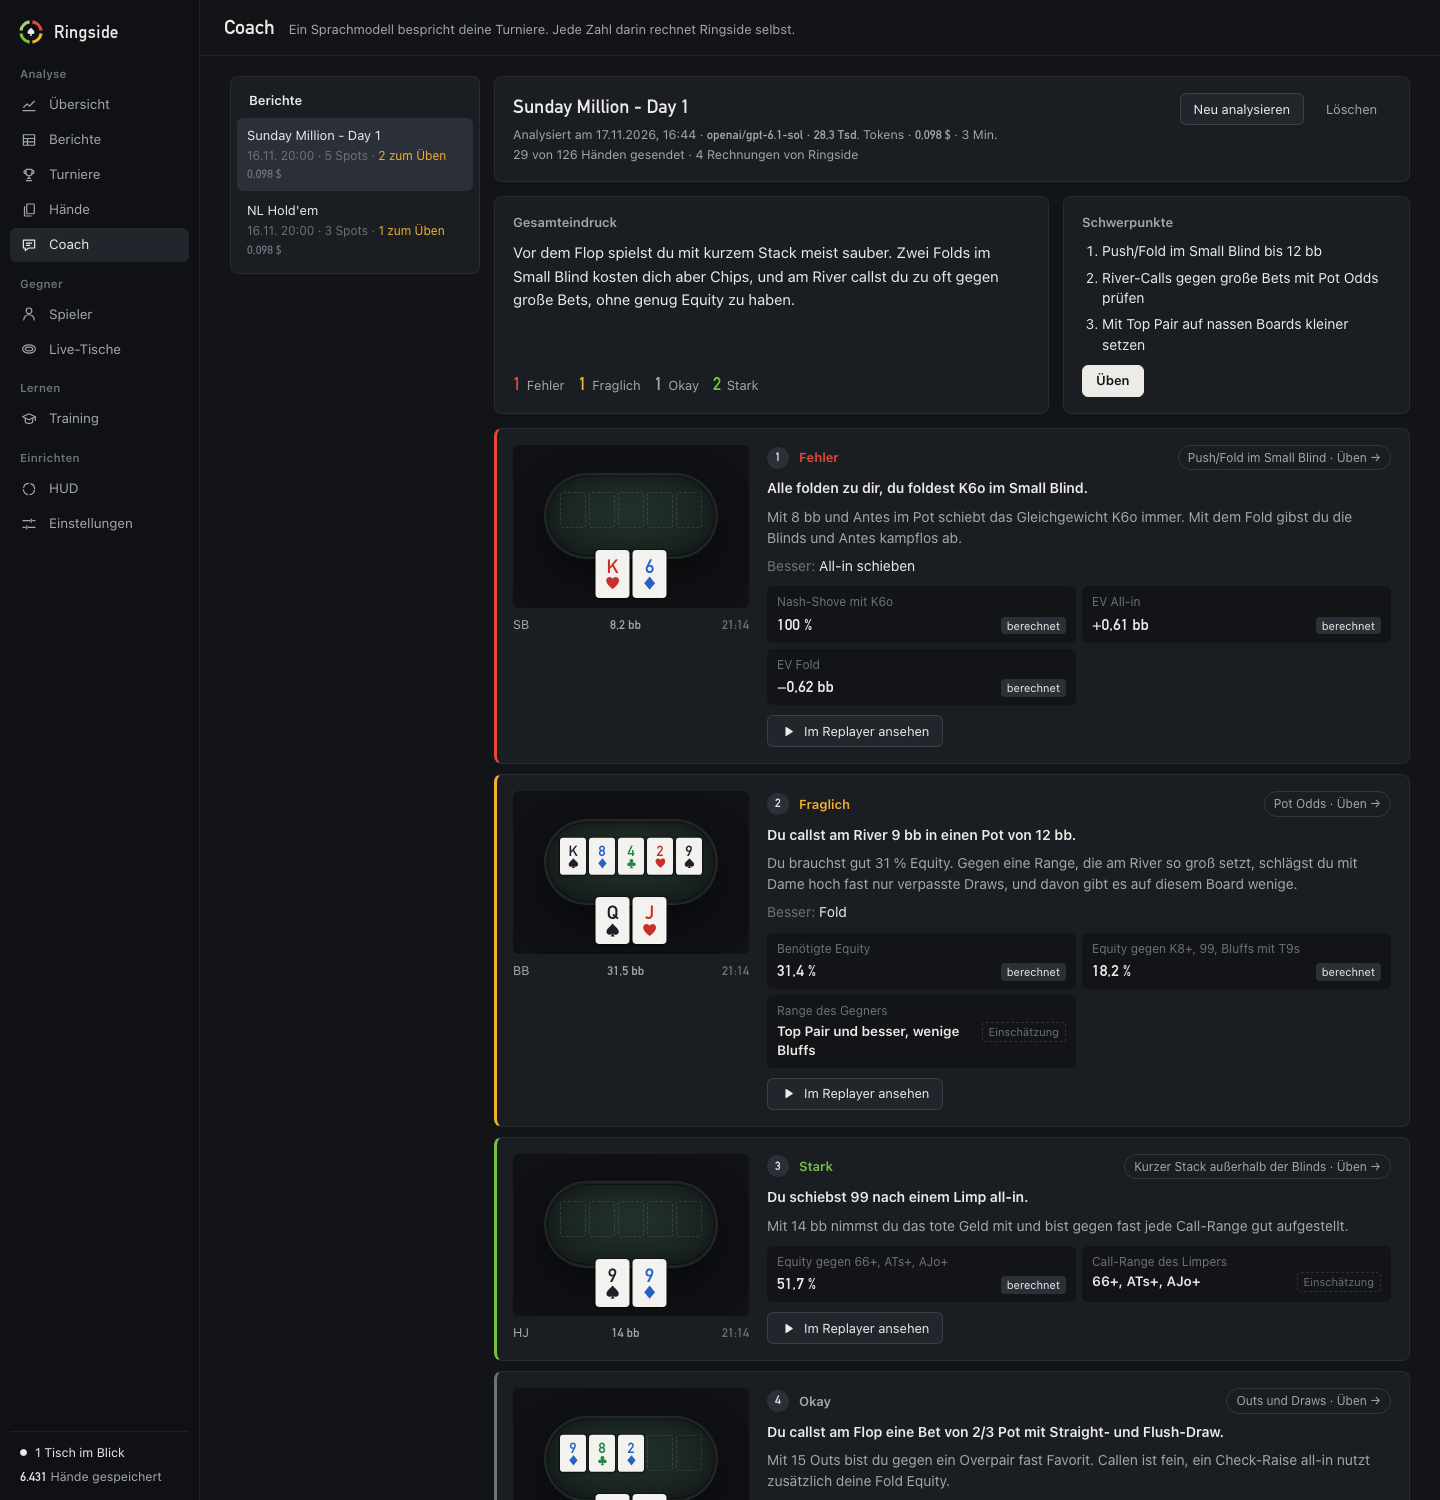 Ringside
Analyse
Übersicht
Berichte
Turniere
Hände
Coach
Gegner
Spieler
Live-Tische
Lernen
Training
Einrichten
HUD
Einstellungen
1 Tisch im Blick
6.431 Hände gespeichert
Coach Ein Sprachmodell bespricht deine Turniere. Jede Zahl darin rechnet Ringside selbst.
Berichte
Sunday Million - Day 1
16.11. 20:00 · 5 Spots · 2 zum Üben
0,098 $
NL Hold'em
16.11. 20:00 · 3 Spots · 1 zum Üben
0,098 $
Sunday Million - Day 1
Neu analysieren Löschen
Analysiert am 17.11.2026, 16:44 · openai/gpt-6.1-sol · 28,3 Tsd. Tokens · 0,098 $ · 3 Min.
29 von 126 Händen gesendet · 4 Rechnungen von Ringside
Gesamteindruck
Vor dem Flop spielst du mit kurzem Stack meist sauber. Zwei Folds im
Small Blind kosten dich aber Chips, und am River callst du zu oft gegen
große Bets, ohne genug Equity zu haben.
1 Fehler 1 Fraglich 1 Okay 2 Stark
Schwerpunkte
1. Push/Fold im Small Blind bis 12 bb
2. River-Calls gegen große Bets mit Pot Odds
prüfen
3. Mit Top Pair auf nassen Boards kleiner
setzen
Üben
K 6
SB 8,2 bb 21:14
1 Fehler Push/Fold im Small Blind · Üben →
Alle folden zu dir, du foldest K6o im Small Blind.
Mit 8 bb und Antes im Pot schiebt das Gleichgewicht K6o immer. Mit dem Fold gibst du die
Blinds und Antes kampflos ab.
Besser: All-in schieben
Nash-Shove mit K6o
100 % berechnet
EV All-in
+0,61 bb berechnet
EV Fold
−0,62 bb berechnet
Im Replayer ansehen
K 8 4 2 9
Q J
BB 31,5 bb 21:14
2 Fraglich Pot Odds · Üben →
Du callst am River 9 bb in einen Pot von 12 bb.
Du brauchst gut 31 % Equity. Gegen eine Range, die am River so groß setzt, schlägst du mit
Dame hoch fast nur verpasste Draws, und davon gibt es auf diesem Board wenige.
Besser: Fold
Benötigte Equity
31,4 % berechnet
Equity gegen K8+, 99, Bluffs mit T9s
18,2 % berechnet
Range des Gegners
Top Pair und besser, wenige
Bluffs
Einschätzung
Im Replayer ansehen
9 9
HJ 14 bb 21:14
3 Stark Kurzer Stack außerhalb der Blinds · Üben →
Du schiebst 99 nach einem Limp all-in.
Mit 14 bb nimmst du das tote Geld mit und bist gegen fast jede Call-Range gut aufgestellt.
Equity gegen 66+, ATs+, AJo+
51,7 % berechnet
Call-Range des Limpers
66+, ATs+, AJo+ Einschätzung
Im Replayer ansehen
9 8 2
4 Okay Outs und Draws · Üben →
Du callst am Flop eine Bet von 2/3 Pot mit Straight- und Flush-Draw.
Mit 15 Outs bist du gegen ein Overpair fast Favorit. Callen ist fein, ein Check-Raise all-in nutzt
zusätzlich deine Fold Equity.